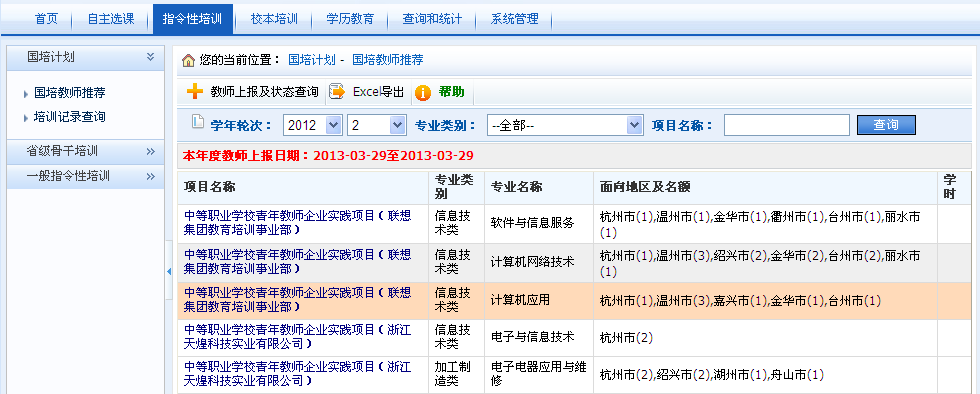 首页 自主选课 指令性培训 校本培训 学历教育 查询和统计 系统管理
国培计划
国培教师推荐
培训记录查询
省级骨干培训
一般指令性培训
您的当前位置： 国培计划 - 国培教师推荐
教师上报及状态查询 Excel导出 帮助
学年轮次： 2012 2 专业类别： --全部-- 项目名称： 查询
本年度教师上报日期：2013-03-29至2013-03-29
项目名称 专业类别 专业名称 面向地区及名额 学时
中等职业学校青年教师企业实践项目（联想
集团教育培训事业部）
信息技
术类
软件与信息服务
杭州市(1),温州市(1),金华市(1),衢州市(1),台州市(1),丽水市
(1)
中等职业学校青年教师企业实践项目（联想
集团教育培训事业部）
信息技
术类
计算机网络技术
杭州市(1),温州市(3),绍兴市(2),金华市(2),台州市(2),丽水市
(1)
中等职业学校青年教师企业实践项目（联想
集团教育培训事业部）
信息技
术类
计算机应用
杭州市(1),温州市(3),嘉兴市(1),金华市(1),台州市(1)
中等职业学校青年教师企业实践项目（浙江
天煌科技实业有限公司）
信息技
术类
电子与信息技术
杭州市(2)
中等职业学校青年教师企业实践项目（浙江
天煌科技实业有限公司）
加工制
造类
电子电器应用与维
修
杭州市(2),绍兴市(2),湖州市(1),舟山市(1)